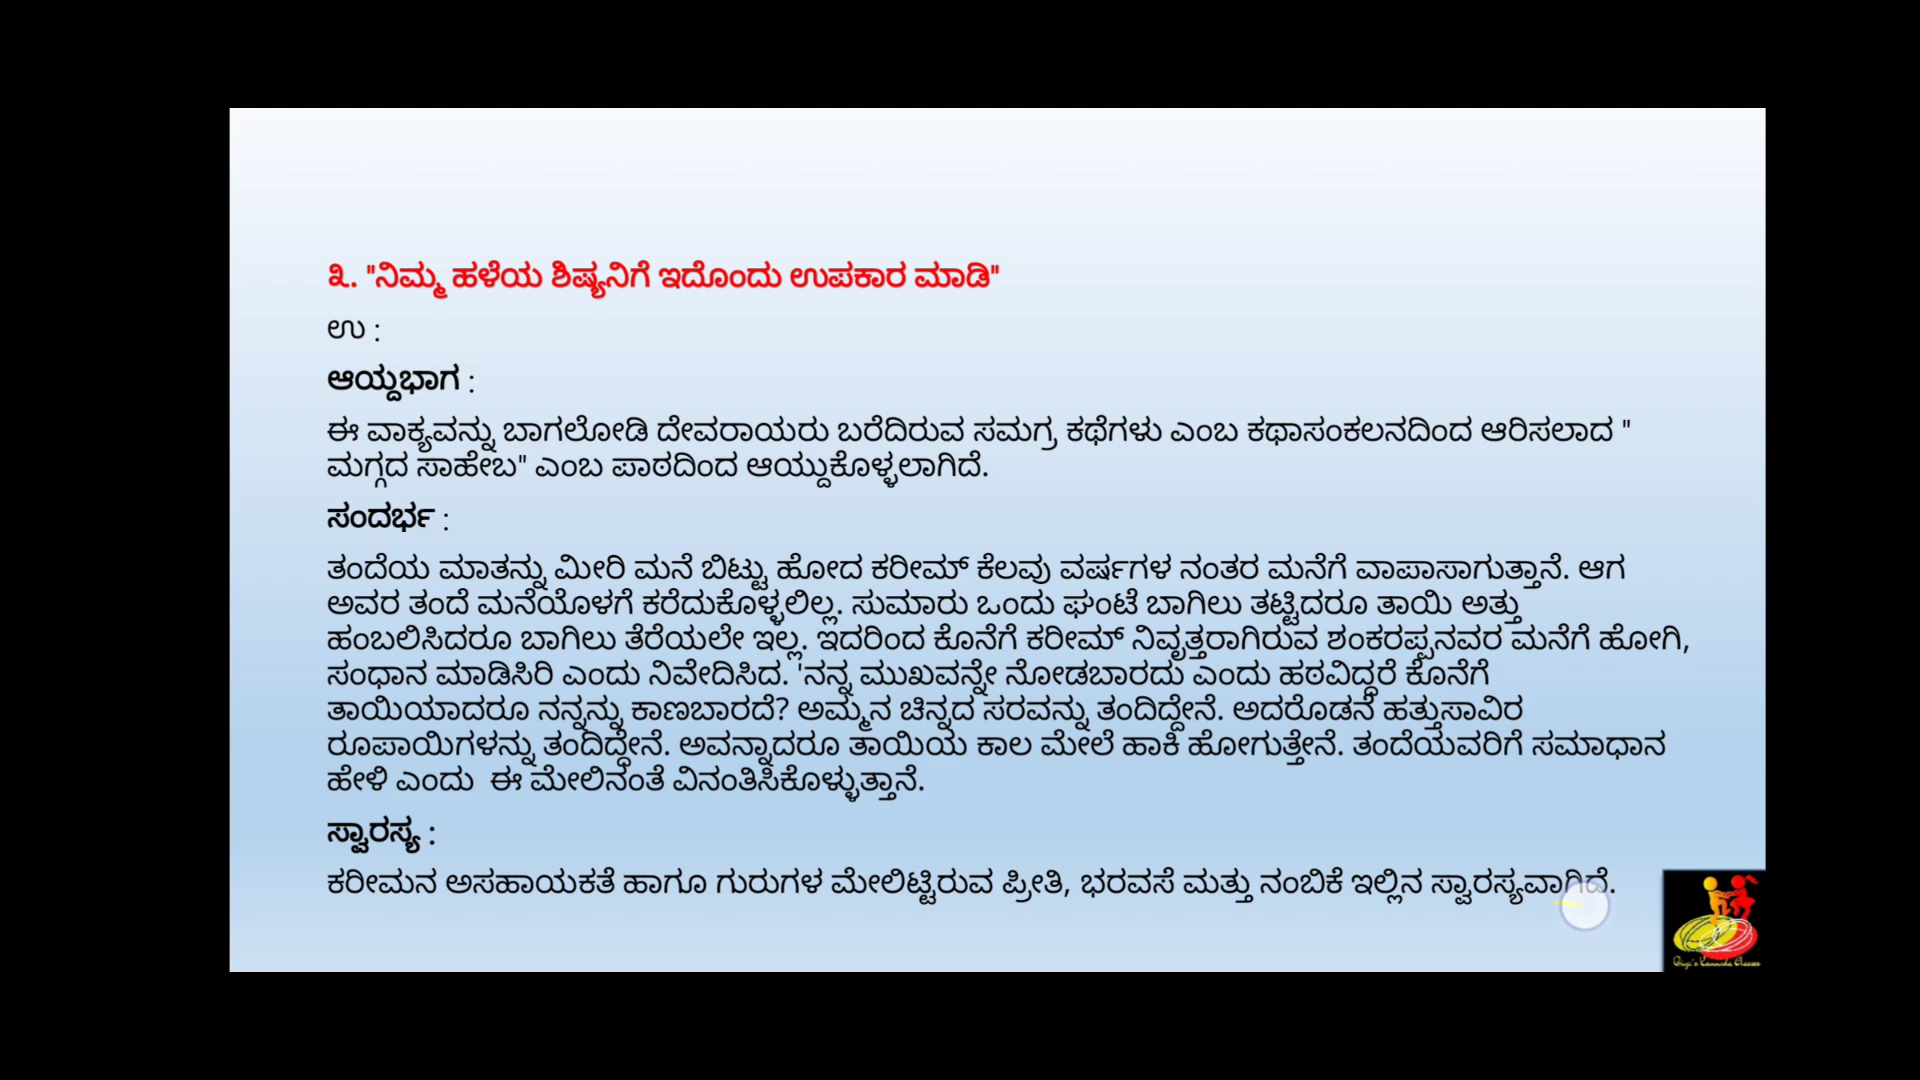 ೩. "ನಿಮ್ಮ ಹಳೆಯ ಶಿಷ್ಯನಿಗೆ ಇದೊಂದು ಉಪಕಾರ ಮಾಡಿ"
ಉ :
ಆಯ್ದಭಾಗ :
ಈ ವಾಕ್ಯವನ್ನು ಬಾಗಲೋಡಿ ದೇವರಾಯರು ಬರೆದಿರುವ ಸಮಗ್ರ ಕಥೆಗಳು ಎಂಬ ಕಥಾಸಂಕಲನದಿಂದ ಆರಿಸಲಾದ "
ಮಗ್ಗದ ಸಾಹೇಬ" ಎಂಬ ಪಾಠದಿಂದ ಆಯ್ದುಕೊಳ್ಳಲಾಗಿದೆ.
ಸಂದರ್ಭ :
ತಂದೆಯ ಮಾತನ್ನು ಮೀರಿ ಮನೆ ಬಿಟ್ಟು ಹೋದ ಕರೀಮ್ ಕೆಲವು ವರ್ಷಗಳ ನಂತರ ಮನೆಗೆ ವಾಪಾಸಾಗುತ್ತಾನೆ. ಆಗ
ಅವರ ತಂದೆ ಮನೆಯೊಳಗೆ ಕರೆದುಕೊಳ್ಳಲಿಲ್ಲ. ಸುಮಾರು ಒಂದು ಘಂಟೆ ಬಾಗಿಲು ತಟ್ಟಿದರೂ ತಾಯಿ ಅತ್ತು
ಹಂಬಲಿಸಿದರೂ ಬಾಗಿಲು ತೆರೆಯಲೇ ಇಲ್ಲ. ಇದರಿಂದ ಕೊನೆಗೆ ಕರೀಮ್ ನಿವೃತ್ತರಾಗಿರುವ ಶಂಕರಪ್ಪನವರ ಮನೆಗೆ ಹೋಗಿ,
ಸಂಧಾನ ಮಾಡಿಸಿರಿ ಎಂದು ನಿವೇದಿಸಿದ. 'ನನ್ನ ಮುಖವನ್ನೇ ನೋಡಬಾರದು ಎಂದು ಹಠವಿದ್ದರೆ ಕೊನೆಗೆ
ತಾಯಿಯಾದರೂ ನನ್ನನ್ನು ಕಾಣಬಾರದೆ? ಅಮ್ಮನ ಚಿನ್ನದ ಸರವನ್ನು ತಂದಿದ್ದೇನೆ. ಅದರೊಡನೆ ಹತ್ತುಸಾವಿರ
ರೂಪಾಯಿಗಳನ್ನು ತಂದಿದ್ದೇನೆ. ಅವನ್ನಾದರೂ ತಾಯಿಯ ಕಾಲ ಮೇಲೆ ಹಾಕಿ ಹೋಗುತ್ತೇನೆ. ತಂದೆಯವರಿಗೆ ಸಮಾಧಾನ
ಹೇಳಿ ಎಂದು ಈ ಮೇಲಿನಂತೆ ವಿನಂತಿಸಿಕೊಳ್ಳುತ್ತಾನೆ.
ಸ್ವಾರಸ್ಯ :
ಕರೀಮನ ಅಸಹಾಯಕತೆ ಹಾಗೂ ಗುರುಗಳ ಮೇಲಿಟ್ಟಿರುವ ಪ್ರೀತಿ, ಭರವಸೆ ಮತ್ತು ನಂಬಿಕೆ ಇಲ್ಲಿನ ಸ್ವಾರಸ್ಯವಾಗಿದೆ.
Kannada Classes